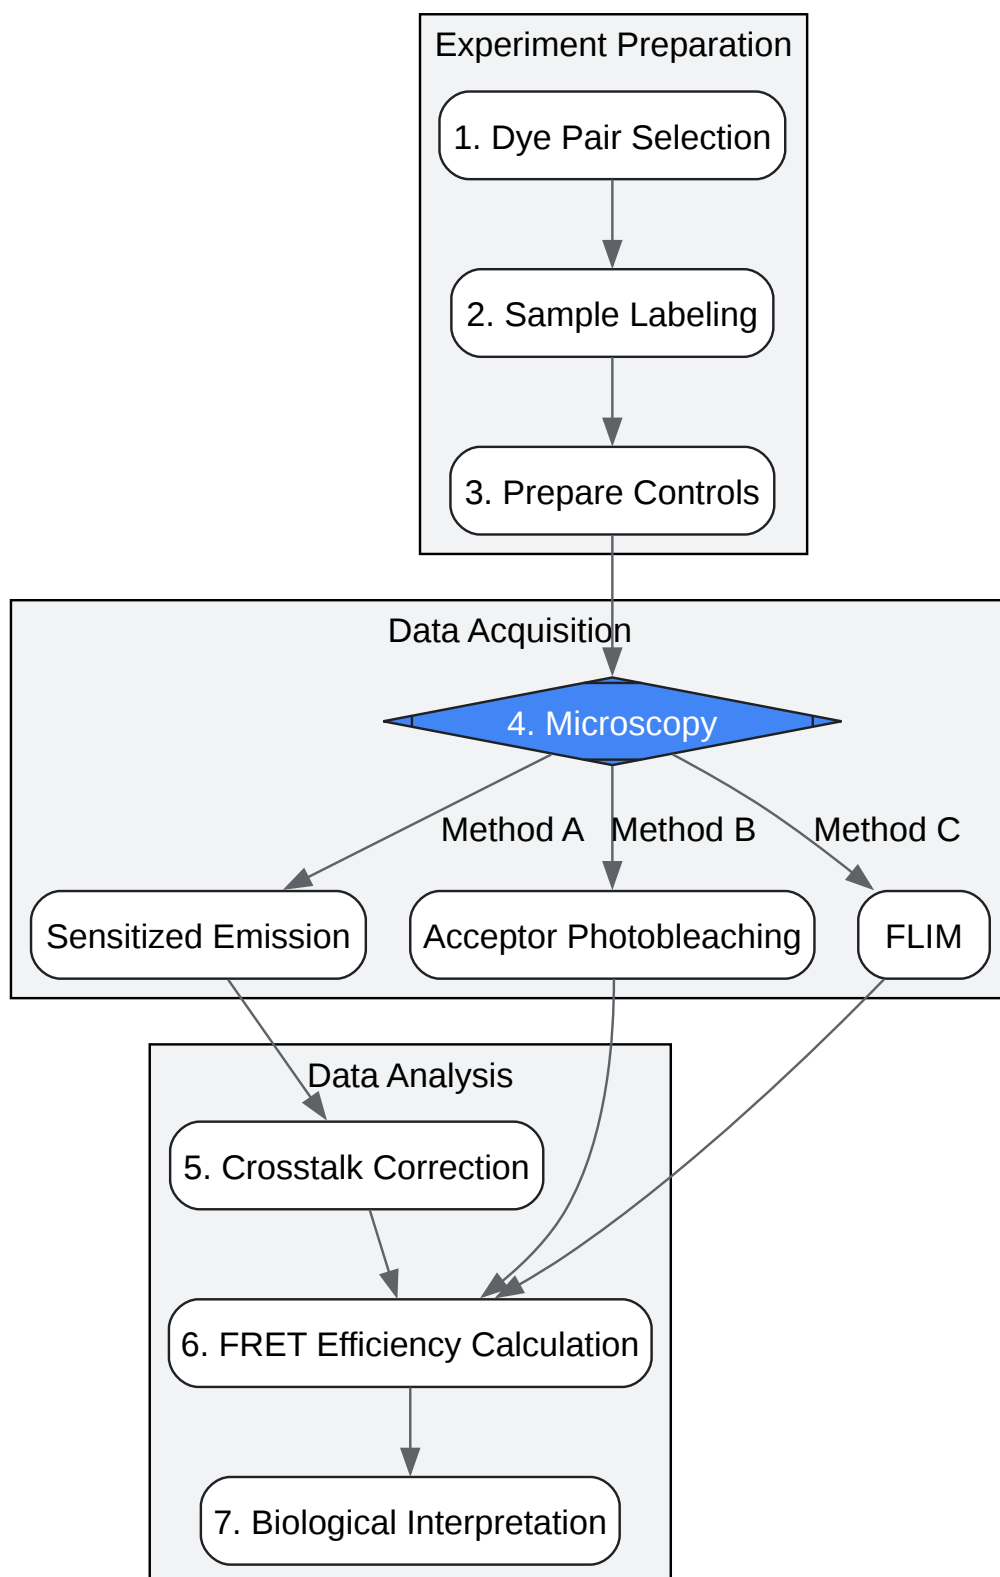 Experiment Preparation
1. Dye Pair Selection
2. Sample Labeling
3. Prepare Controls
Data Acquisition
4. Microscopy
Method A
Method B
Method C
Sensitized Emission
Acceptor Photobleaching
FLIM
Data Analysis
5. Crosstalk Correction
6. FRET Efficiency Calculation
7. Biological Interpretation